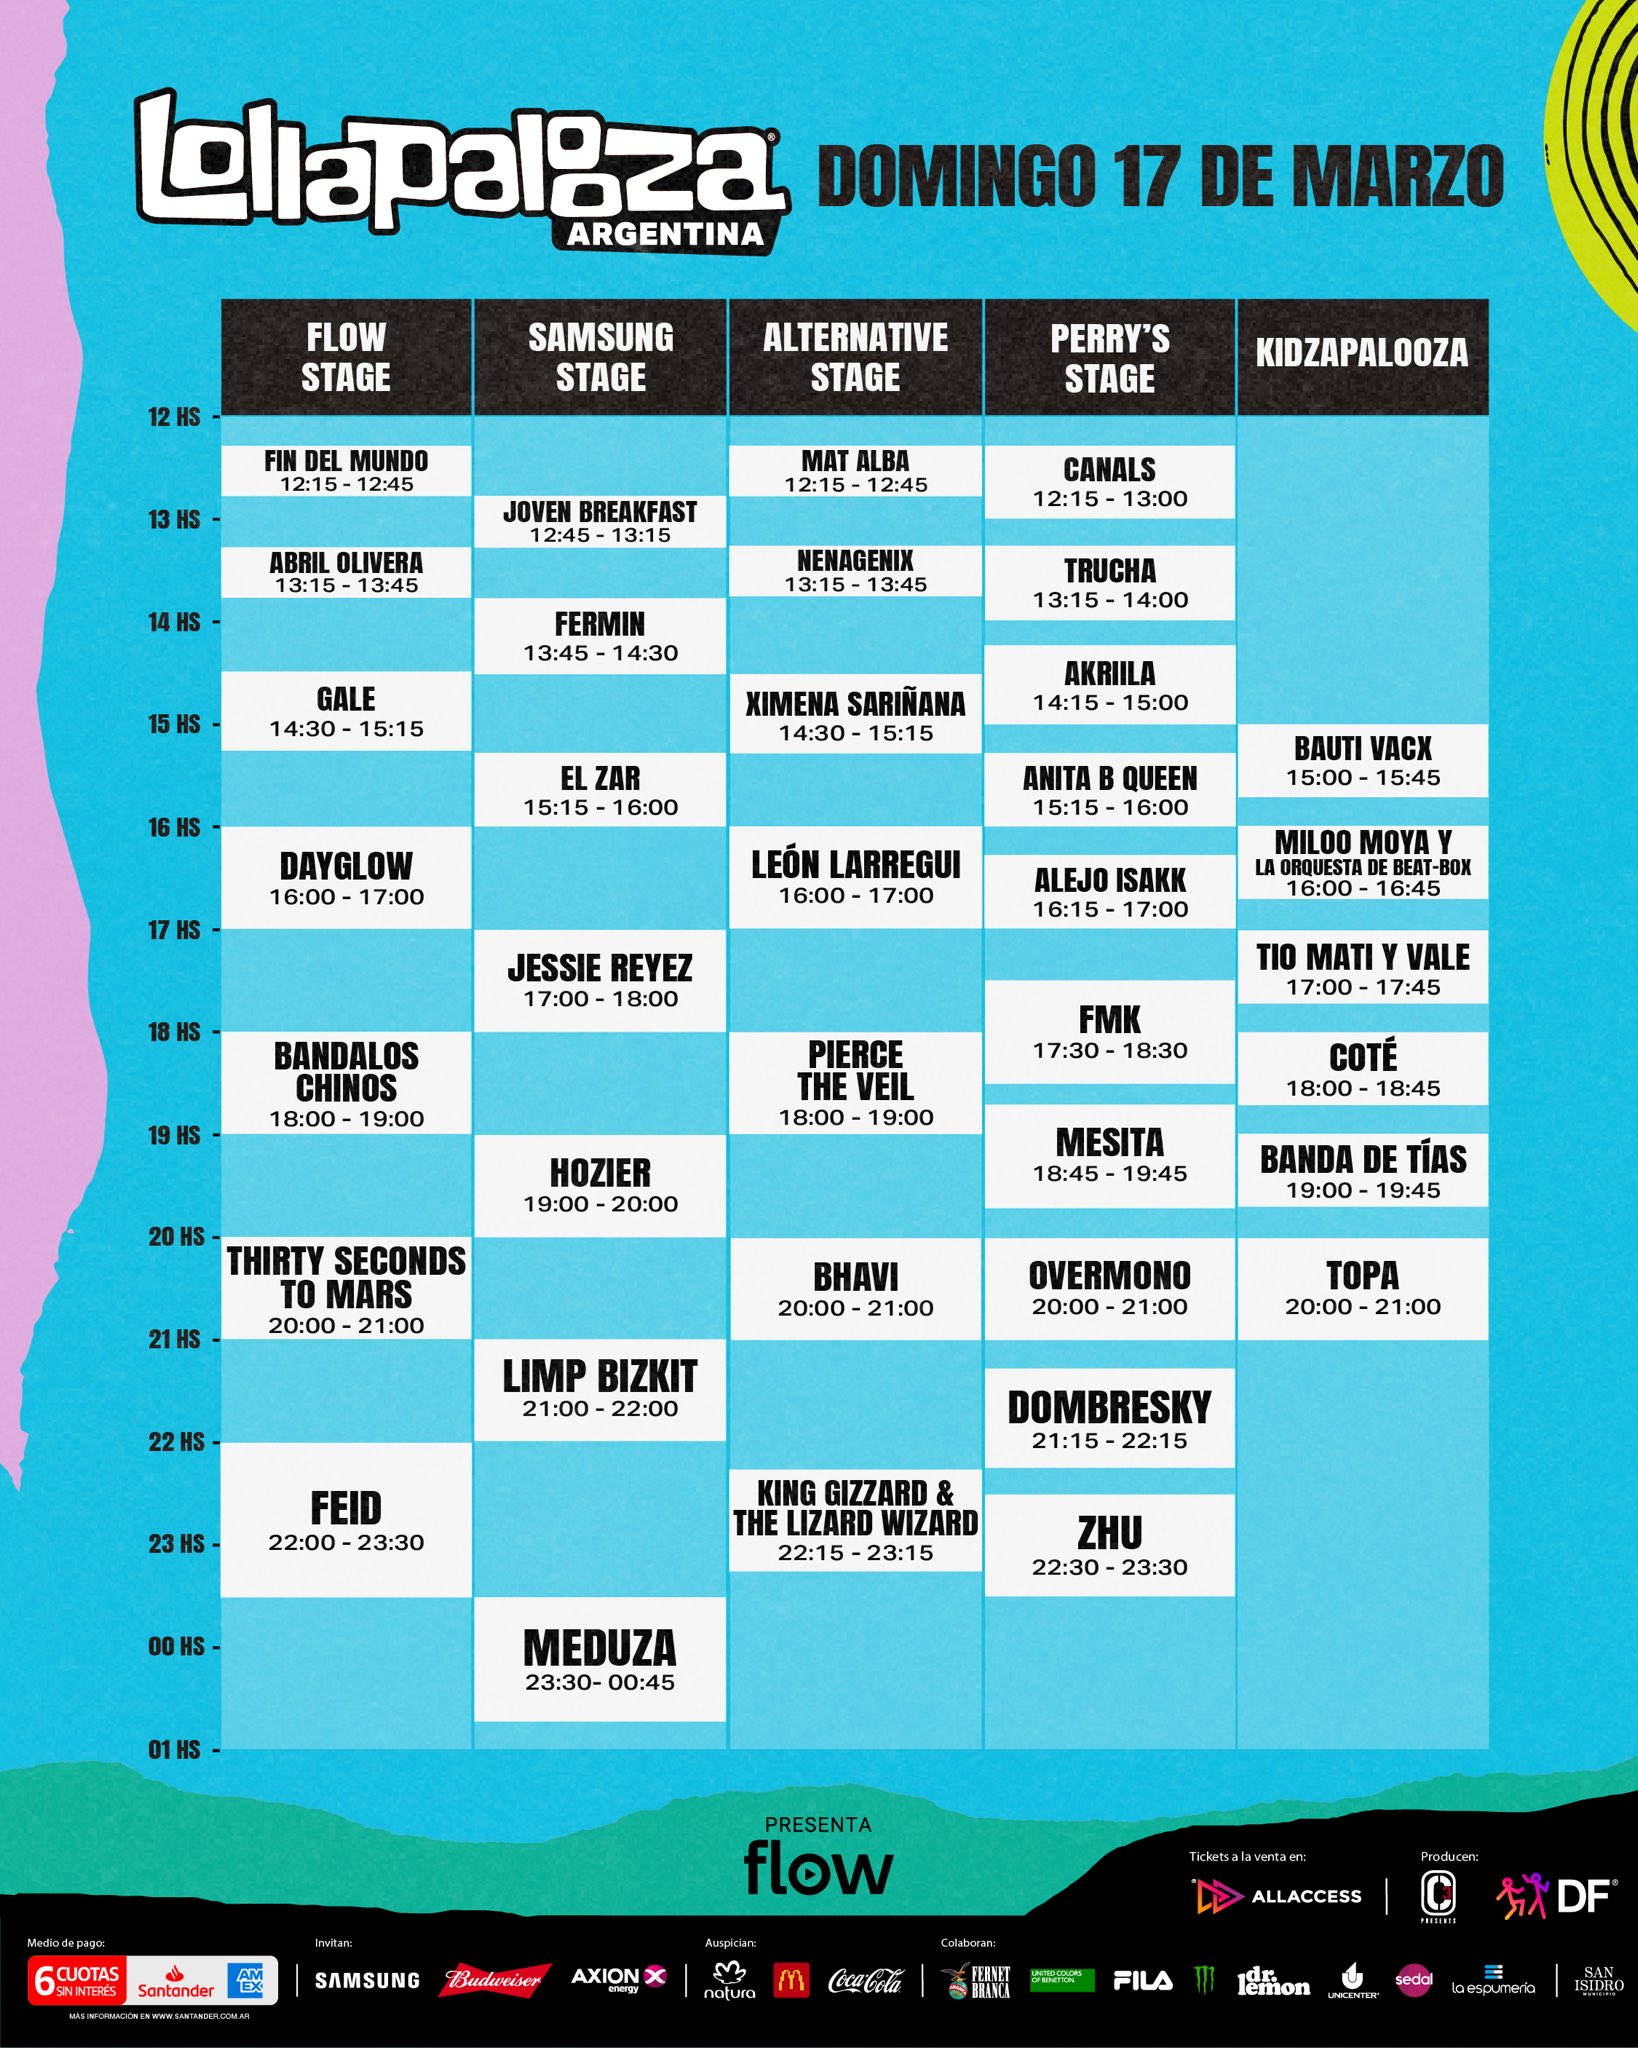 Lollapalooza®
ARGENTINA
DOMINGO 17 DE MARZO
FLOW
STAGE
SAMSUNG
STAGE
ALTERNATIVE
STAGE
PERRY'S
STAGE
KIDZAPALOOZA
12 HS -
13 HS -
14 HS -
15 HS -
16 HS -
17 HS -
18 HS -
19 HS -
20 HS -
21 HS -
22 HS -
23 HS -
00 HS -
01 HS -
FIN DEL MUNDO
12:15 - 12:45
ABRIL OLIVERA
13:15 - 13:45
GALE
14:30 - 15:15
DAYGLOW
16:00 - 17:00
BANDALOS
CHINOS
18:00 - 19:00
THIRTY SECONDS
TO MARS
20:00 - 21:00
FEID
22:00 - 23:30
JOVEN BREAKFAST
12:45 - 13:15
FERMIN
13:45 - 14:30
EL ZAR
15:15 - 16:00
JESSIE REYEZ
17:00 - 18:00
HOZIER
19:00 - 20:00
LIMP BIZKIT
21:00 - 22:00
MEDUZA
23:30- 00:45
MAT ALBA
12:15 - 12:45
NENAGENIX
13:15 - 13:45
XIMENA SARIÑANA
14:30 - 15:15
LEÓN LARREGUI
16:00 - 17:00
PIERCE
THE VEIL
18:00 - 19:00
BHAVI
20:00 - 21:00
KING GIZZARD &
THE LIZARD WIZARD
22:15 - 23:15
CANALS
12:15 - 13:00
TRUCHA
13:15 - 14:00
AKRIILA
14:15 - 15:00
ANITA B QUEEN
15:15 - 16:00
ALEJO ISAKK
16:15 - 17:00
FMK
17:30 - 18:30
MESITA
18:45 - 19:45
OVERMONO
20:00 - 21:00
DOMBRESKY
21:15 - 22:15
ZHU
22:30 - 23:30
BAUTI VACX
15:00 - 15:45
MILOO MOYA Y
LA ORQUESTA DE BEAT-BOX
16:00 - 16:45
TIO MATI Y VALE
17:00 - 17:45
COTÉ
18:00 - 18:45
BANDA DE TÍAS
19:00 - 19:45
TOPA
20:00 - 21:00
PRESENTA
flow
Tickets a la venta en:
ALLACCESS
Producen:
C3
PRESENTS
DF®
Medio de pago:
6 CUOTAS
SIN INTERÉS
Santander
AM
EX
MÁS INFORMACIÓN EN WWW.SANTANDER.COM.AR
Invitan:
SAMSUNG
Budweiser
AXION
energy
Auspician:
natura
Coca-Cola
Colaboran:
FERNET
BRANCA
UNITED COLORS
OF BENETTON.
FILA
dr.
lemon
UNICENTER
sedal
la espumería
SAN
ISIDRO
MUNICIPIO